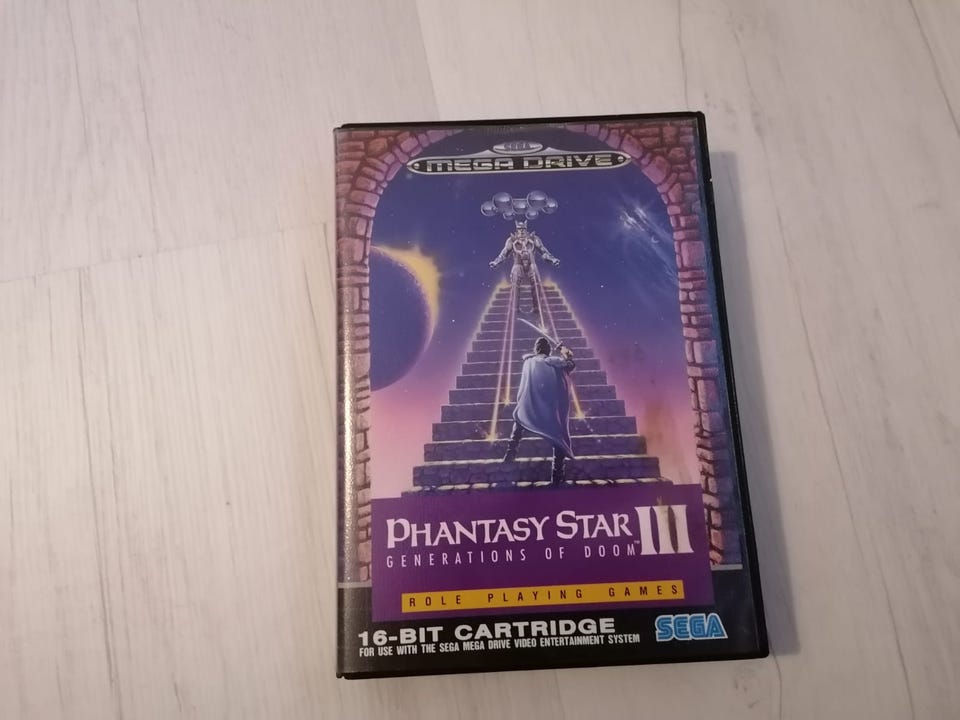 SEGA
MEGA DRIVE
PHANTASY STAR III
GENERATIONS OF DOOM™
ROLE PLAYING GAMES
16-BIT CARTRIDGE
FOR USE WITH THE SEGA MEGA DRIVE VIDEO ENTERTAINMENT SYSTEM
SEGA